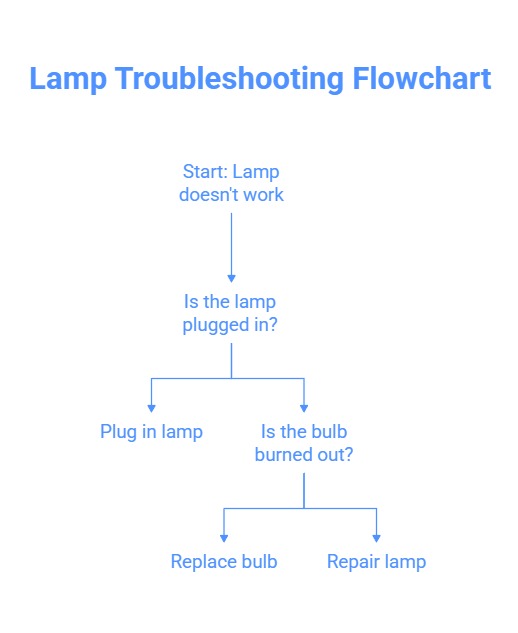 Lamp Troubleshooting Flowchart
Start: Lamp
doesn't work
Is the lamp
plugged in?
Plug in lamp
Is the bulb
burned out?
Replace bulb
Repair lamp